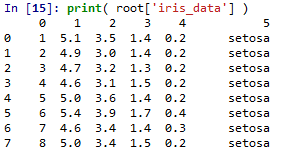 In [15]: print( root['iris_data'] )
0 1 2 3 4 5
0 1 5.1 3.5 1.4 0.2 setosa
1 2 4.9 3.0 1.4 0.2 setosa
2 3 4.7 3.2 1.3 0.2 setosa
3 4 4.6 3.1 1.5 0.2 setosa
4 5 5.0 3.6 1.4 0.2 setosa
5 6 5.4 3.9 1.7 0.4 setosa
6 7 4.6 3.4 1.4 0.3 setosa
7 8 5.0 3.4 1.5 0.2 setosa